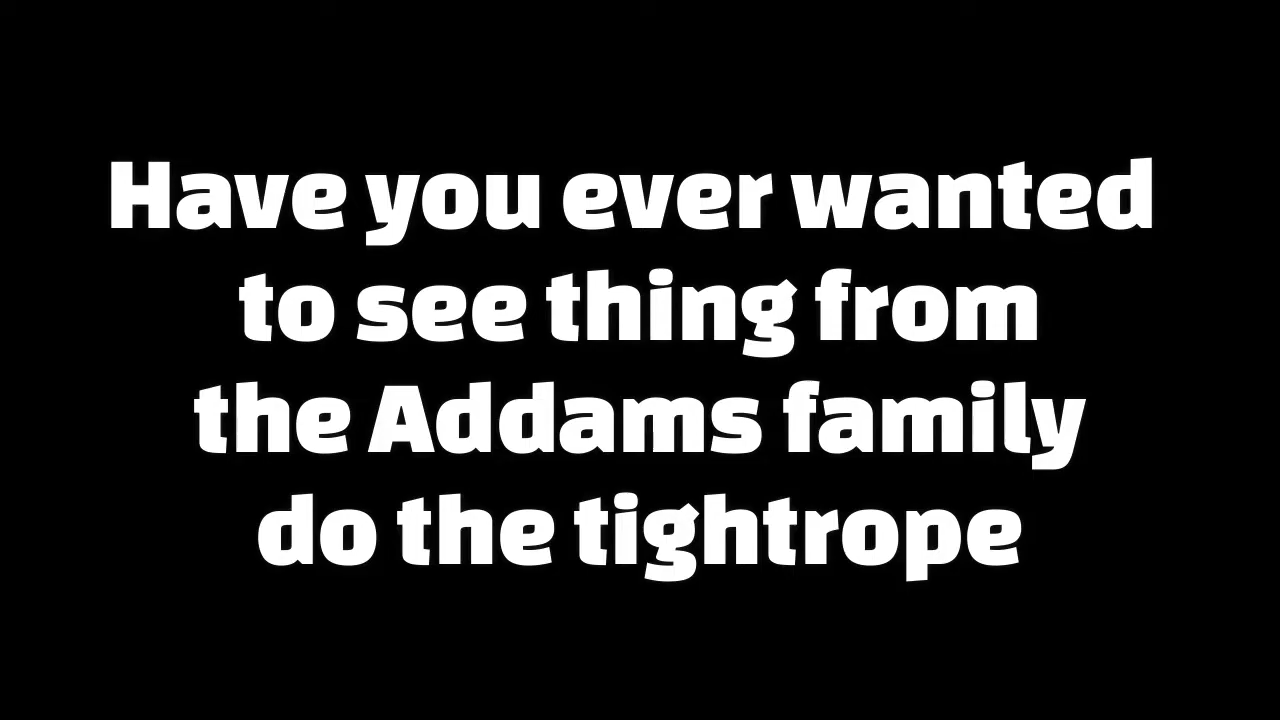 Have you ever wanted
to see thing from
the Addams family
do the tightrope